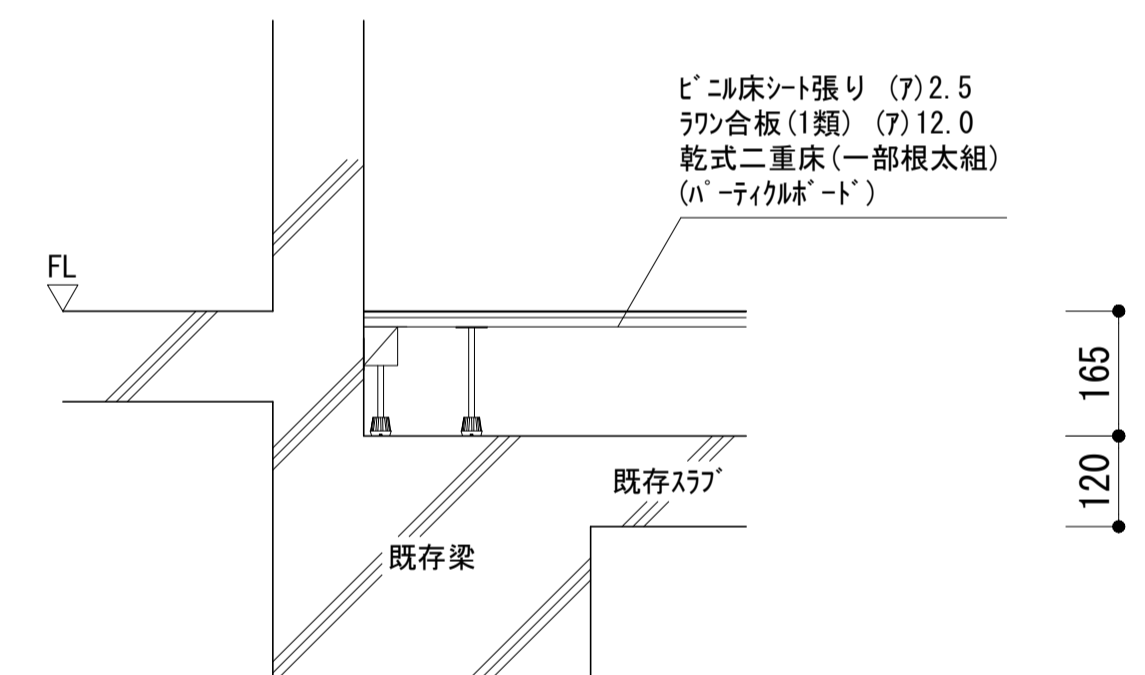 ﾋﾞﾆﾙ床ｼｰﾄ張り (ｱ)2.5
ﾗﾜﾝ合板(1類) (ｱ)12.0
乾式二重床(一部根太組)
(ﾊﾟｰﾃｨｸﾙﾎﾞｰﾄﾞ)
FL
165
既存ｽﾗﾌﾞ
120
既存梁